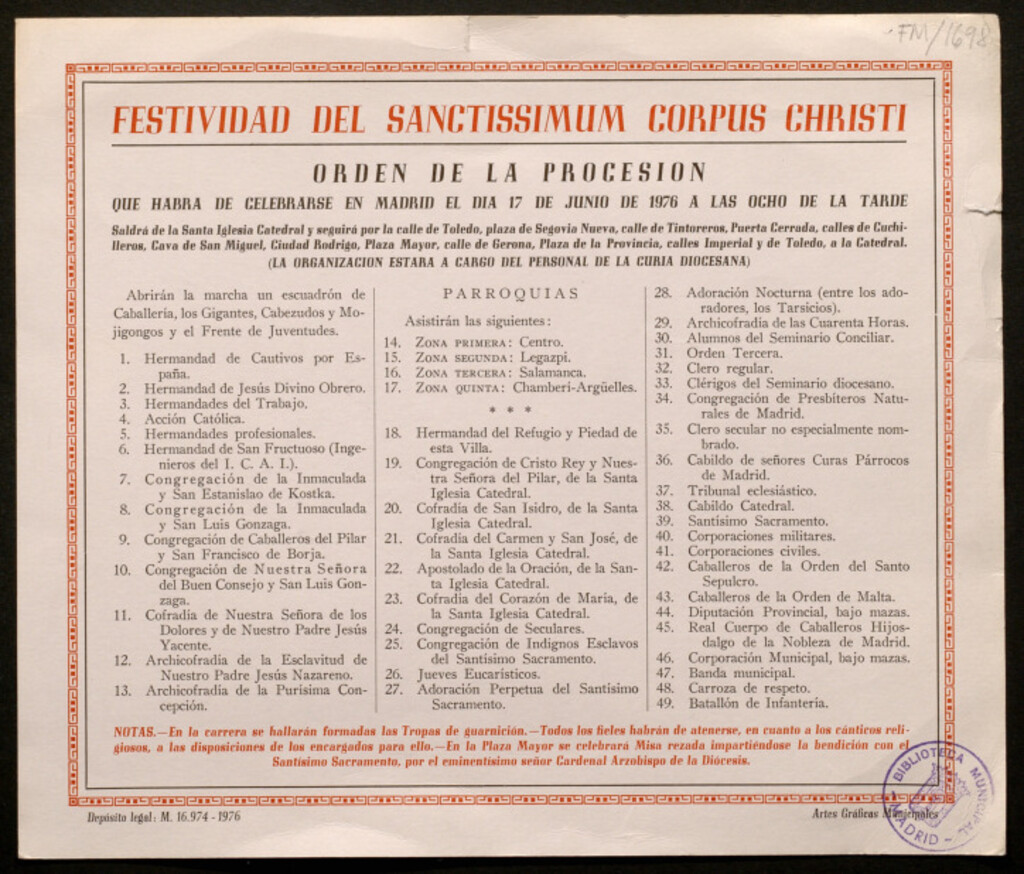 FM/1698
FESTIVIDAD DEL SANCTISSIMUM CORPUS CHRISTI
ORDEN DE LA PROCESION
QUE HABRA DE CELEBRARSE EN MADRID EL DIA 17 DE JUNIO DE 1976 A LAS OCHO DE LA TARDE
Saldrá de la Santa Iglesia Catedral y seguirá por la calle de Toledo, plaza de Segovia Nueva, calle de Tintoreros, Puerta Cerrada, calles de Cuchi-
lleros, Cava de San Miguel, Ciudad Rodrigo, Plaza Mayor, calle de Gerona, Plaza de la Provincia, calles Imperial y de Toledo, a la Catedral.
(LA ORGANIZACION ESTARA A CARGO DEL PERSONAL DE LA CURIA DIOCESANA)
Abrirán la marcha un escuadrón de
Caballería, los Gigantes, Cabezudos y Mo-
jigongos y el Frente de Juventudes.
1. Hermandad de Cautivos por Es-
paña.
2. Hermandad de Jesús Divino Obrero.
3. Hermandades del Trabajo.
4. Acción Católica.
5. Hermandades profesionales.
6. Hermandad de San Fructuoso (Inge-
nieros del I. C. A. I.).
7. Congregación de la Inmaculada
y San Estanislao de Kostka.
8. Congregación de la Inmaculada
y San Luis Gonzaga.
9. Congregación de Caballeros del Pilar
y San Francisco de Borja.
10. Congregación de Nuestra Señora
del Buen Consejo y San Luis Gon-
zaga.
11. Cofradía de Nuestra Señora de los
Dolores y de Nuestro Padre Jesús
Yacente.
12. Archicofradía de la Esclavitud de
Nuestro Padre Jesús Nazareno.
13. Archicofradía de la Purísima Con-
cepción.
PARROQUIAS
Asistirán las siguientes:
14. ZONA PRIMERA: Centro.
15. ZONA SEGUNDA: Legazpi.
16. ZONA TERCERA: Salamanca.
17. ZONA QUINTA: Chamberí-Argüelles.
* * *
18. Hermandad del Refugio y Piedad de
esta Villa.
19. Congregación de Cristo Rey y Nues-
tra Señora del Pilar, de la Santa
Iglesia Catedral.
20. Cofradía de San Isidro, de la Santa
Iglesia Catedral.
21. Cofradía del Carmen y San José, de
la Santa Iglesia Catedral.
22. Apostolado de la Oración, de la San-
ta Iglesia Catedral.
23. Cofradía del Corazón de María, de
la Santa Iglesia Catedral.
24. Congregación de Seculares.
25. Congregación de Indignos Esclavos
del Santísimo Sacramento.
26. Jueves Eucarísticos.
27. Adoración Perpetua del Santísimo
Sacramento.
28. Adoración Nocturna (entre los ado-
radores, los Tarsicios).
29. Archicofradía de las Cuarenta Horas.
30. Alumnos del Seminario Conciliar.
31. Orden Tercera.
32. Clero regular.
33. Clérigos del Seminario diocesano.
34. Congregación de Presbíteros Natu-
rales de Madrid.
35. Clero secular no especialmente nom-
brado.
36. Cabildo de señores Curas Párrocos
de Madrid.
37. Tribunal eclesiástico.
38. Cabildo Catedral.
39. Santísimo Sacramento.
40. Corporaciones militares.
41. Corporaciones civiles.
42. Caballeros de la Orden del Santo
Sepulcro.
43. Caballeros de la Orden de Malta.
44. Diputación Provincial, bajo mazas.
45. Real Cuerpo de Caballeros Hijos-
dalgo de la Nobleza de Madrid.
46. Corporación Municipal, bajo mazas.
47. Banda municipal.
48. Carroza de respeto.
49. Batallón de Infantería.
NOTAS.—En la carrera se hallarán formadas las Tropas de guarnición.—Todos los fieles habrán de atenerse, en cuanto a los cánticos reli-
giosos, a las disposiciones de los encargados para ello.—En la Plaza Mayor se celebrará Misa rezada impartiéndose la bendición con el
Santísimo Sacramento, por el eminentísimo señor Cardenal Arzobispo de la Diócesis.
Depósito legal: M. 16.974 - 1976
Artes Gráficas Municipales
BIBLIOTECA MUNICIPAL
MADRID